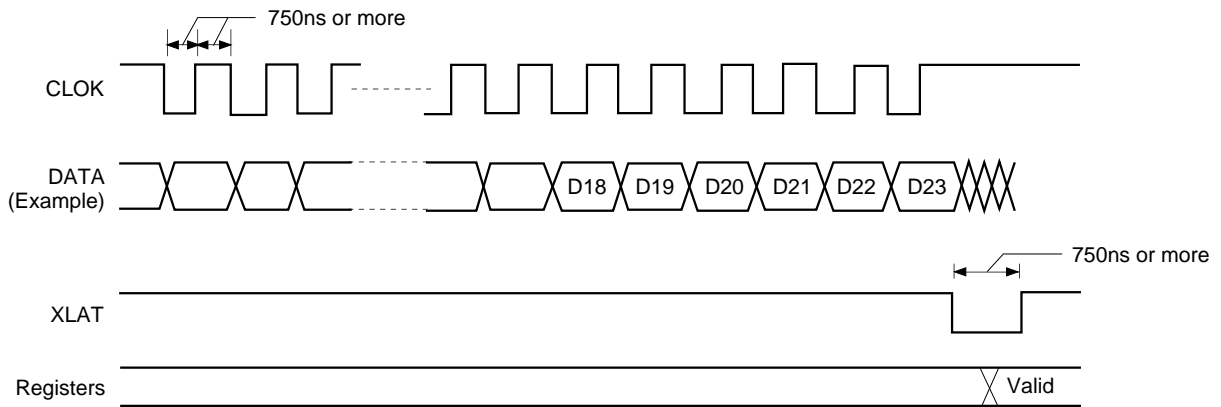 750ns or more
CLOK
DATA
(Example)
D18 D19 D20 D21 D22 D23
750ns or more
XLAT
Registers
Valid